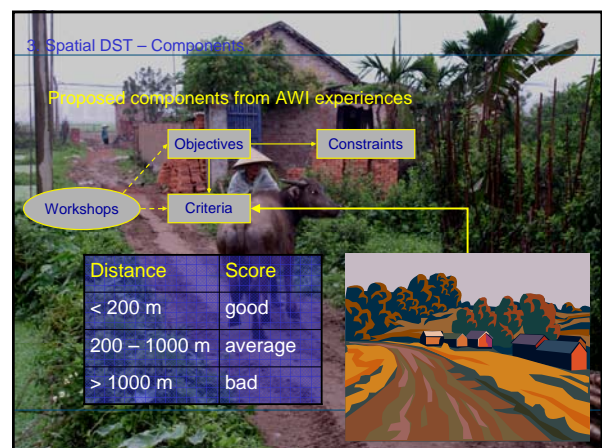 3. Spatial DST – Components
Proposed components from AWI experiences
Objectives
Constraints
Workshops
Criteria
Distance Score
< 200 m good
200 – 1000 m average
> 1000 m bad